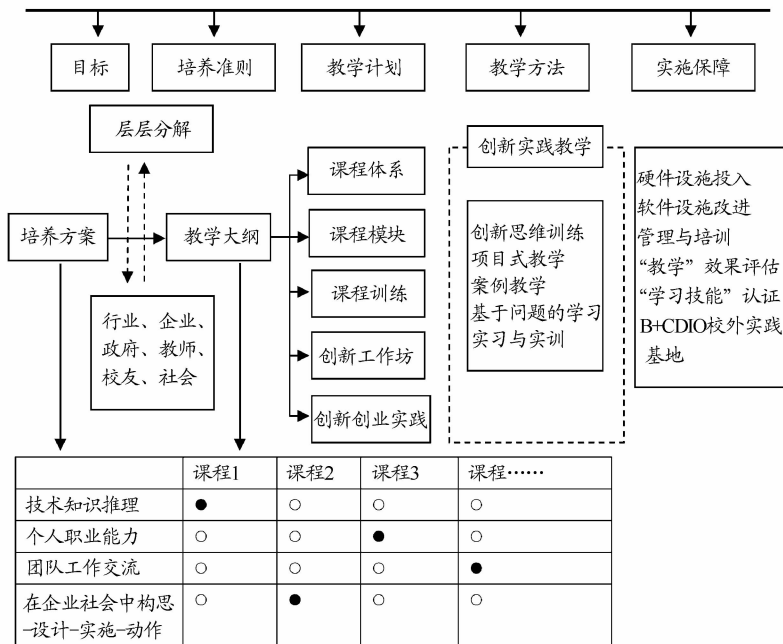 目标
培养准则
教学计划
教学方法
实施保障
层层分解
培养方案
教学大纲
行业、企业、
政府、教师、
校友、社会
课程体系
课程模块
课程训练
创新工作坊
创新创业实践
创新实践教学
创新思维训练
项目式教学
案例教学
基于问题的学习
实习与实训
硬件设施投入
软件设施改进
管理与培训
“教学”效果评估
“学习技能”认证
B+CDIO校外实践
基地
课程1 课程2 课程3 课程……
技术知识推理 ● ○ ○ ○
个人职业能力 ○ ○ ● ○
团队工作交流 ○ ○ ○ ●
在企业社会中构思
-设计-实施-动作 ○ ● ○ ○